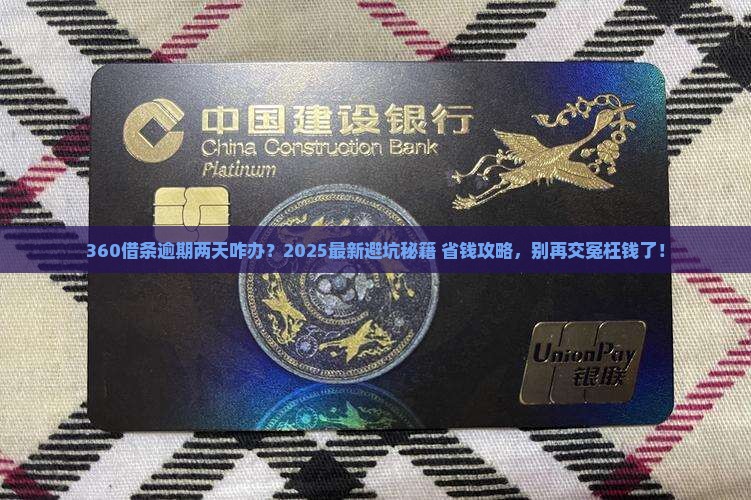 中国建设银行
China Construction Bank
Platinum
360借条逾期两天咋办？2025最新避坑秘籍 省钱攻略，别再交冤枉钱了！
UnionPay
银联